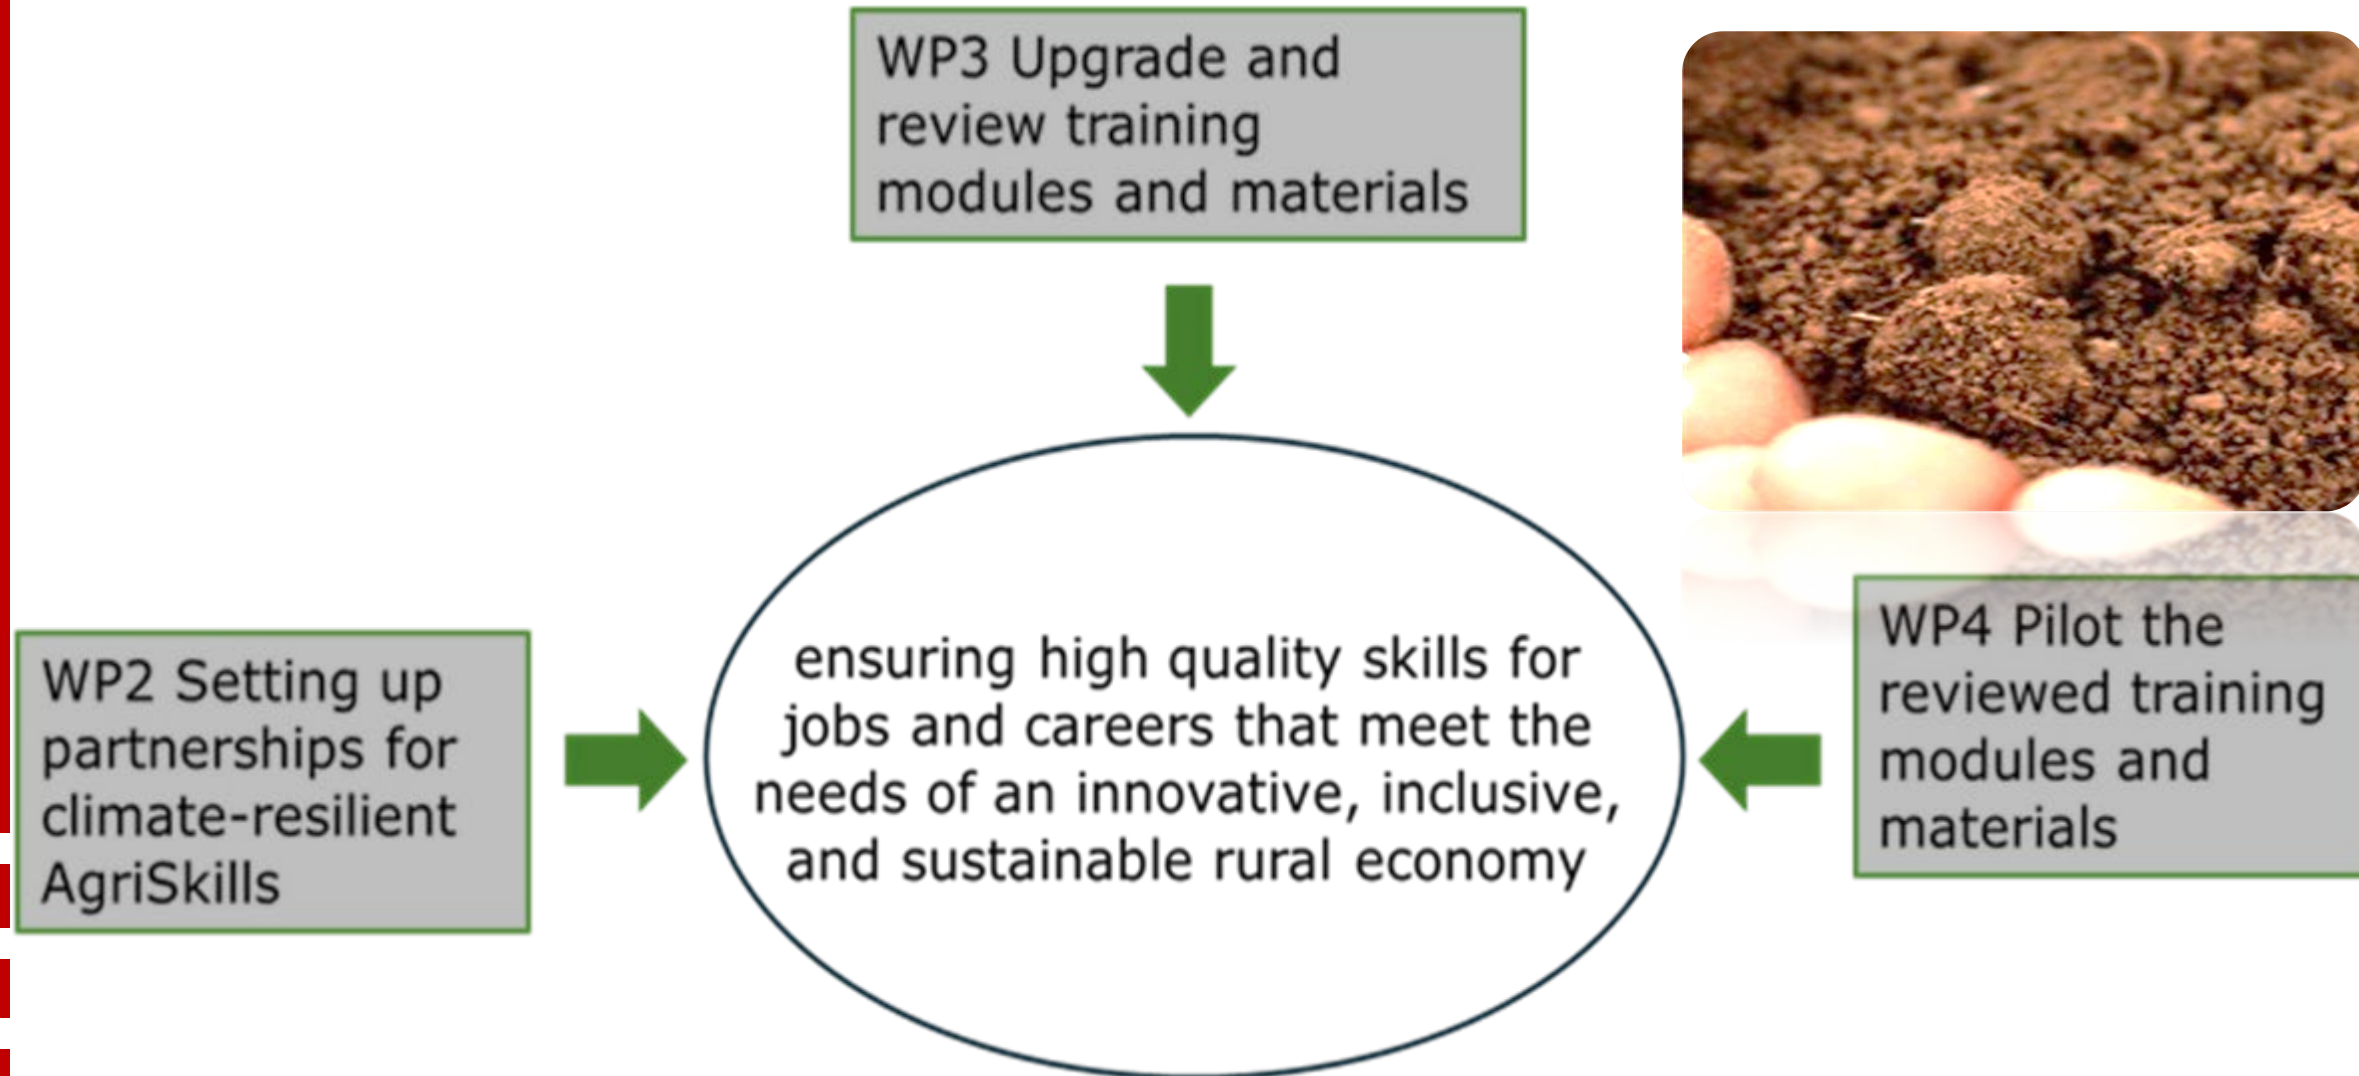 WP3 Upgrade and
review training
modules and materials
WP2 Setting up
partnerships for
climate-resilient
AgriSkills
ensuring high quality skills for
jobs and careers that meet the
needs of an innovative, inclusive,
and sustainable rural economy
WP4 Pilot the
reviewed training
modules and
materials